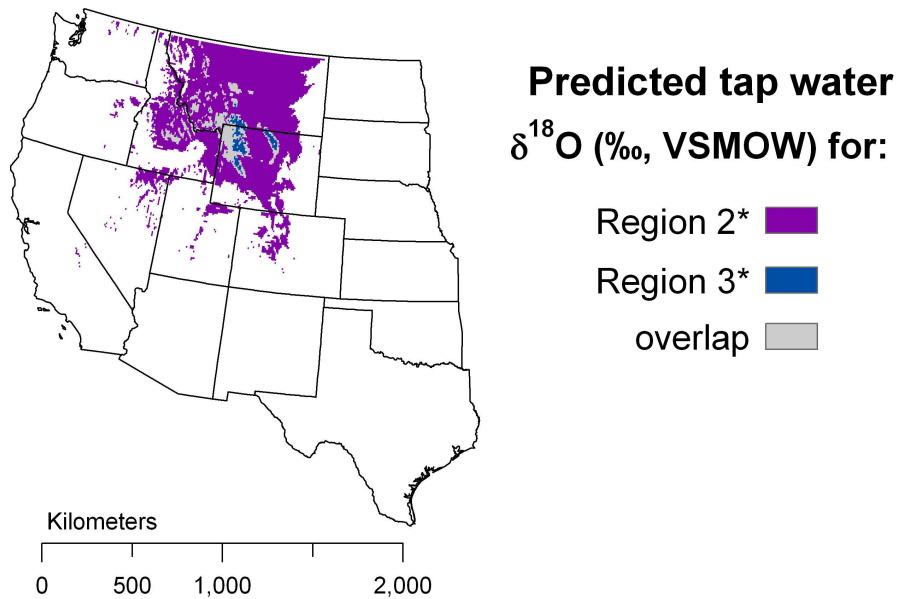 Predicted tap water
δ¹⁸O (‰, VSMOW) for:
Region 2*
Region 3*
overlap
Kilometers
0 500 1,000 2,000